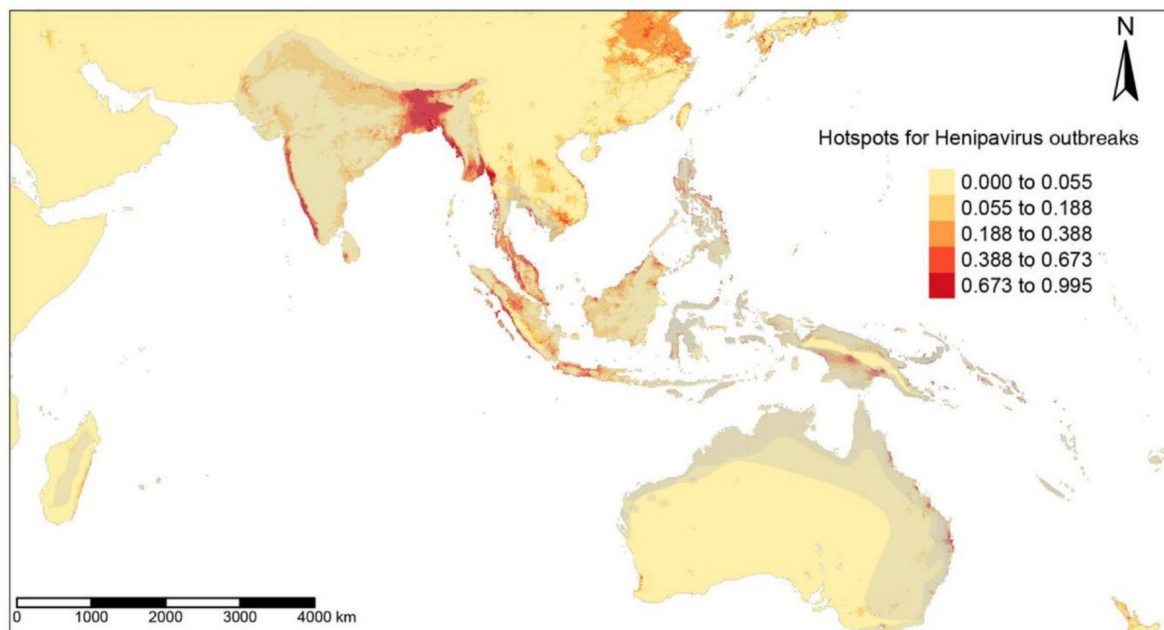 N
Hotspots for Henipavirus outbreaks
0.000 to 0.055
0.055 to 0.188
0.188 to 0.388
0.388 to 0.673
0.673 to 0.995
0 1000 2000 3000 4000 km